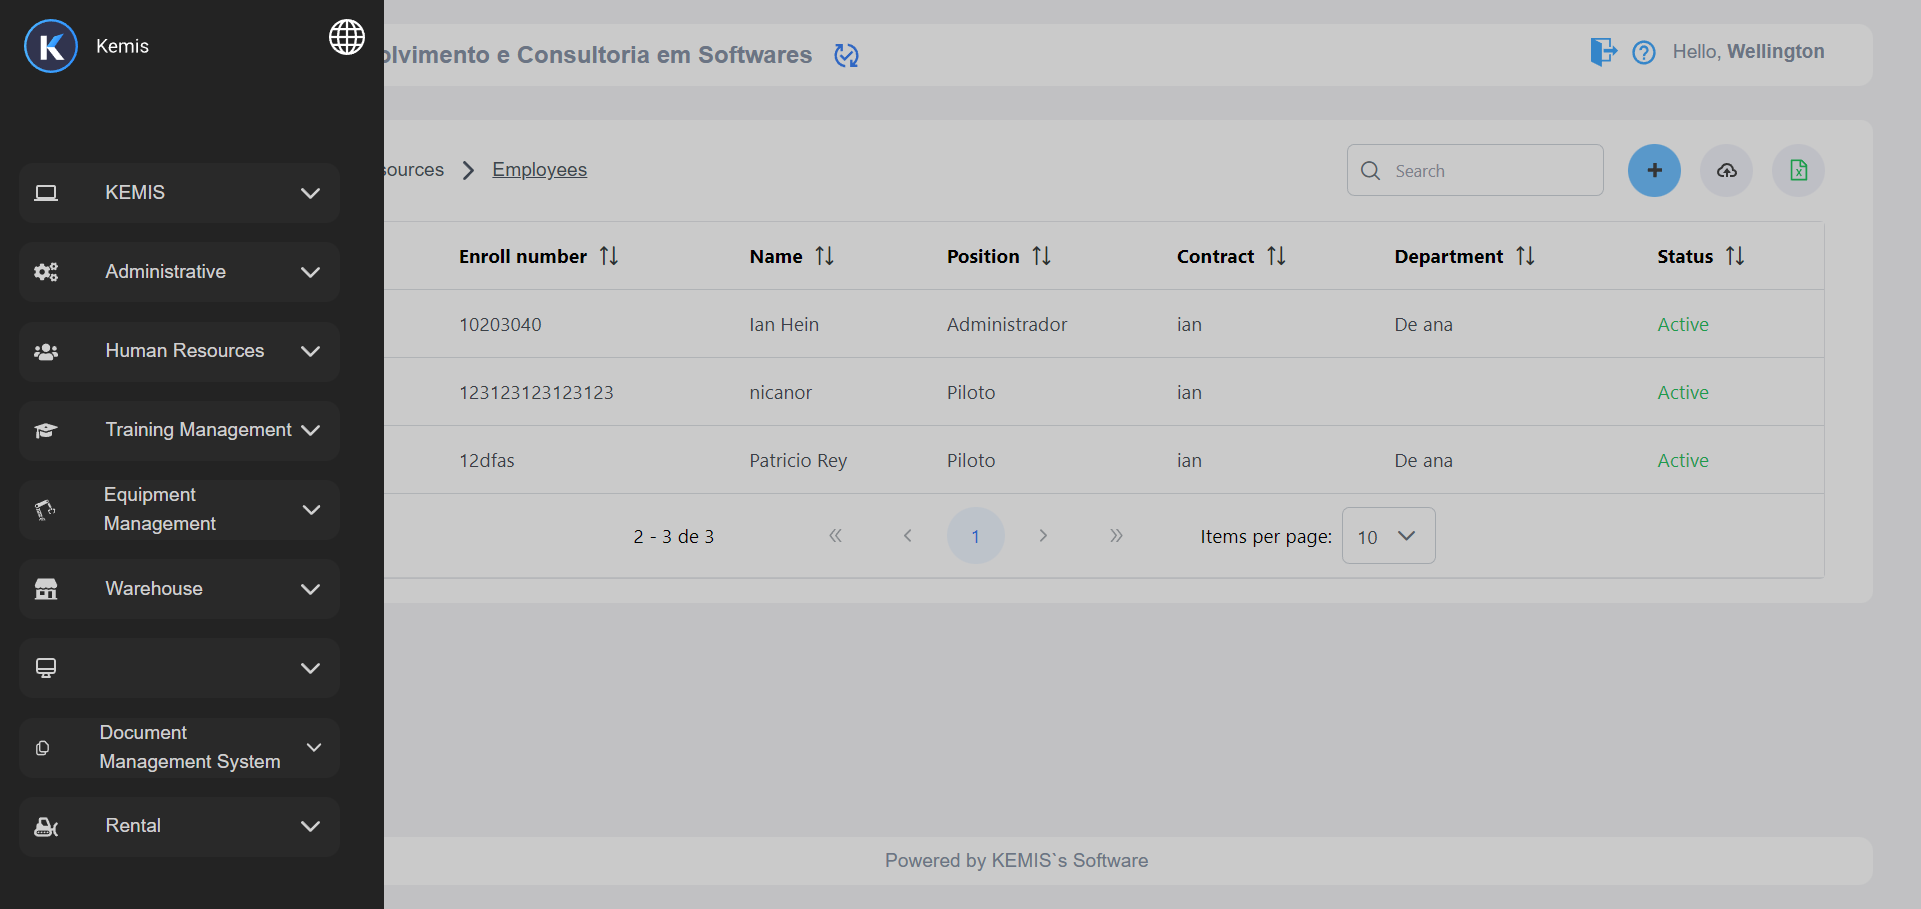 Kemis
olvimento e Consultoria em Softwares
Hello, Wellington
KEMIS
Administrative
Human Resources
Training Management
Equipment
Management
Warehouse
Document
Management System
Rental
sources
Employees
Search
Enroll number
Name
Position
Contract
Department
Status
10203040
Ian Hein
Administrador
ian
De ana
Active
123123123123123
nicanor
Piloto
ian
Active
12dfas
Patricio Rey
Piloto
ian
De ana
Active
2 - 3 de 3
1
Items per page:
10
Powered by KEMIS`s Software